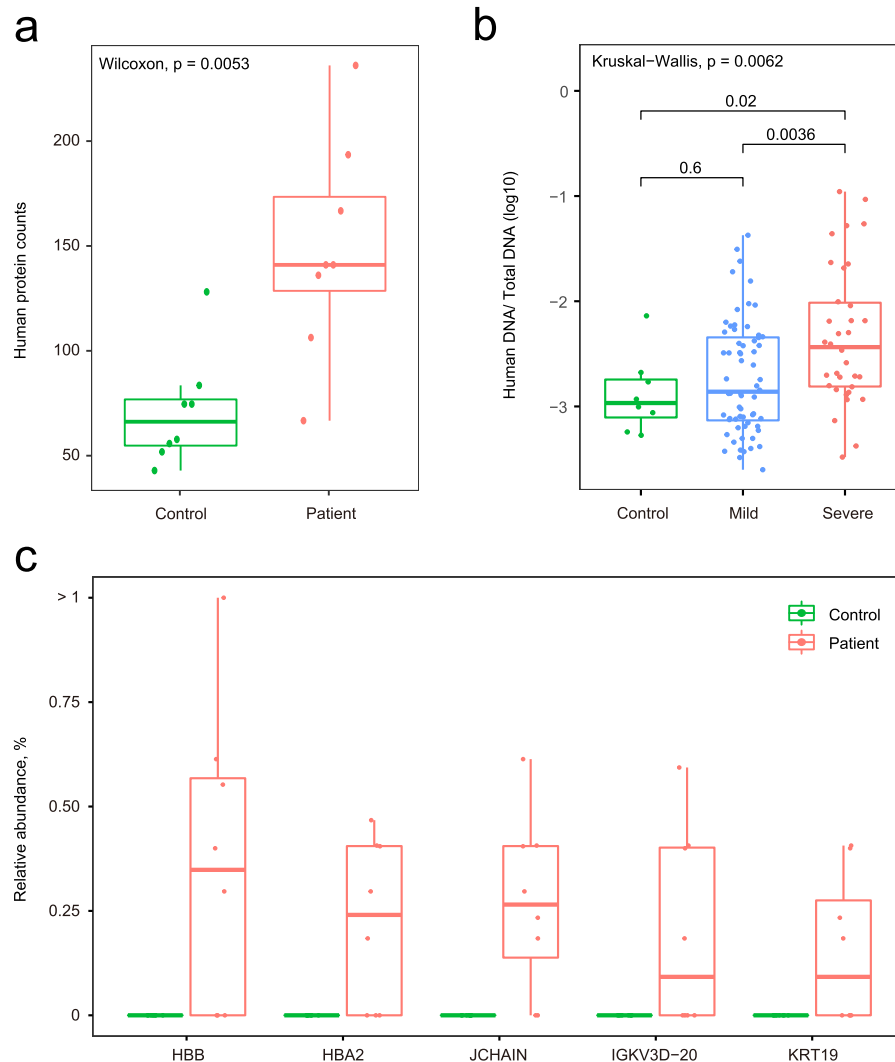 a
Wilcoxon, p = 0.0053
Human protein counts
200
150
100
50
Control
Patient
b
Kruskal−Wallis, p = 0.0062
Human DNA/ Total DNA (log10)
0
−1
−2
−3
0.02
0.0036
0.6
Control
Mild
Severe
c
Relative abundance, %
> 1
0.75
0.50
0.25
0
Control
Patient
HBB
HBA2
JCHAIN
IGKV3D−20
KRT19